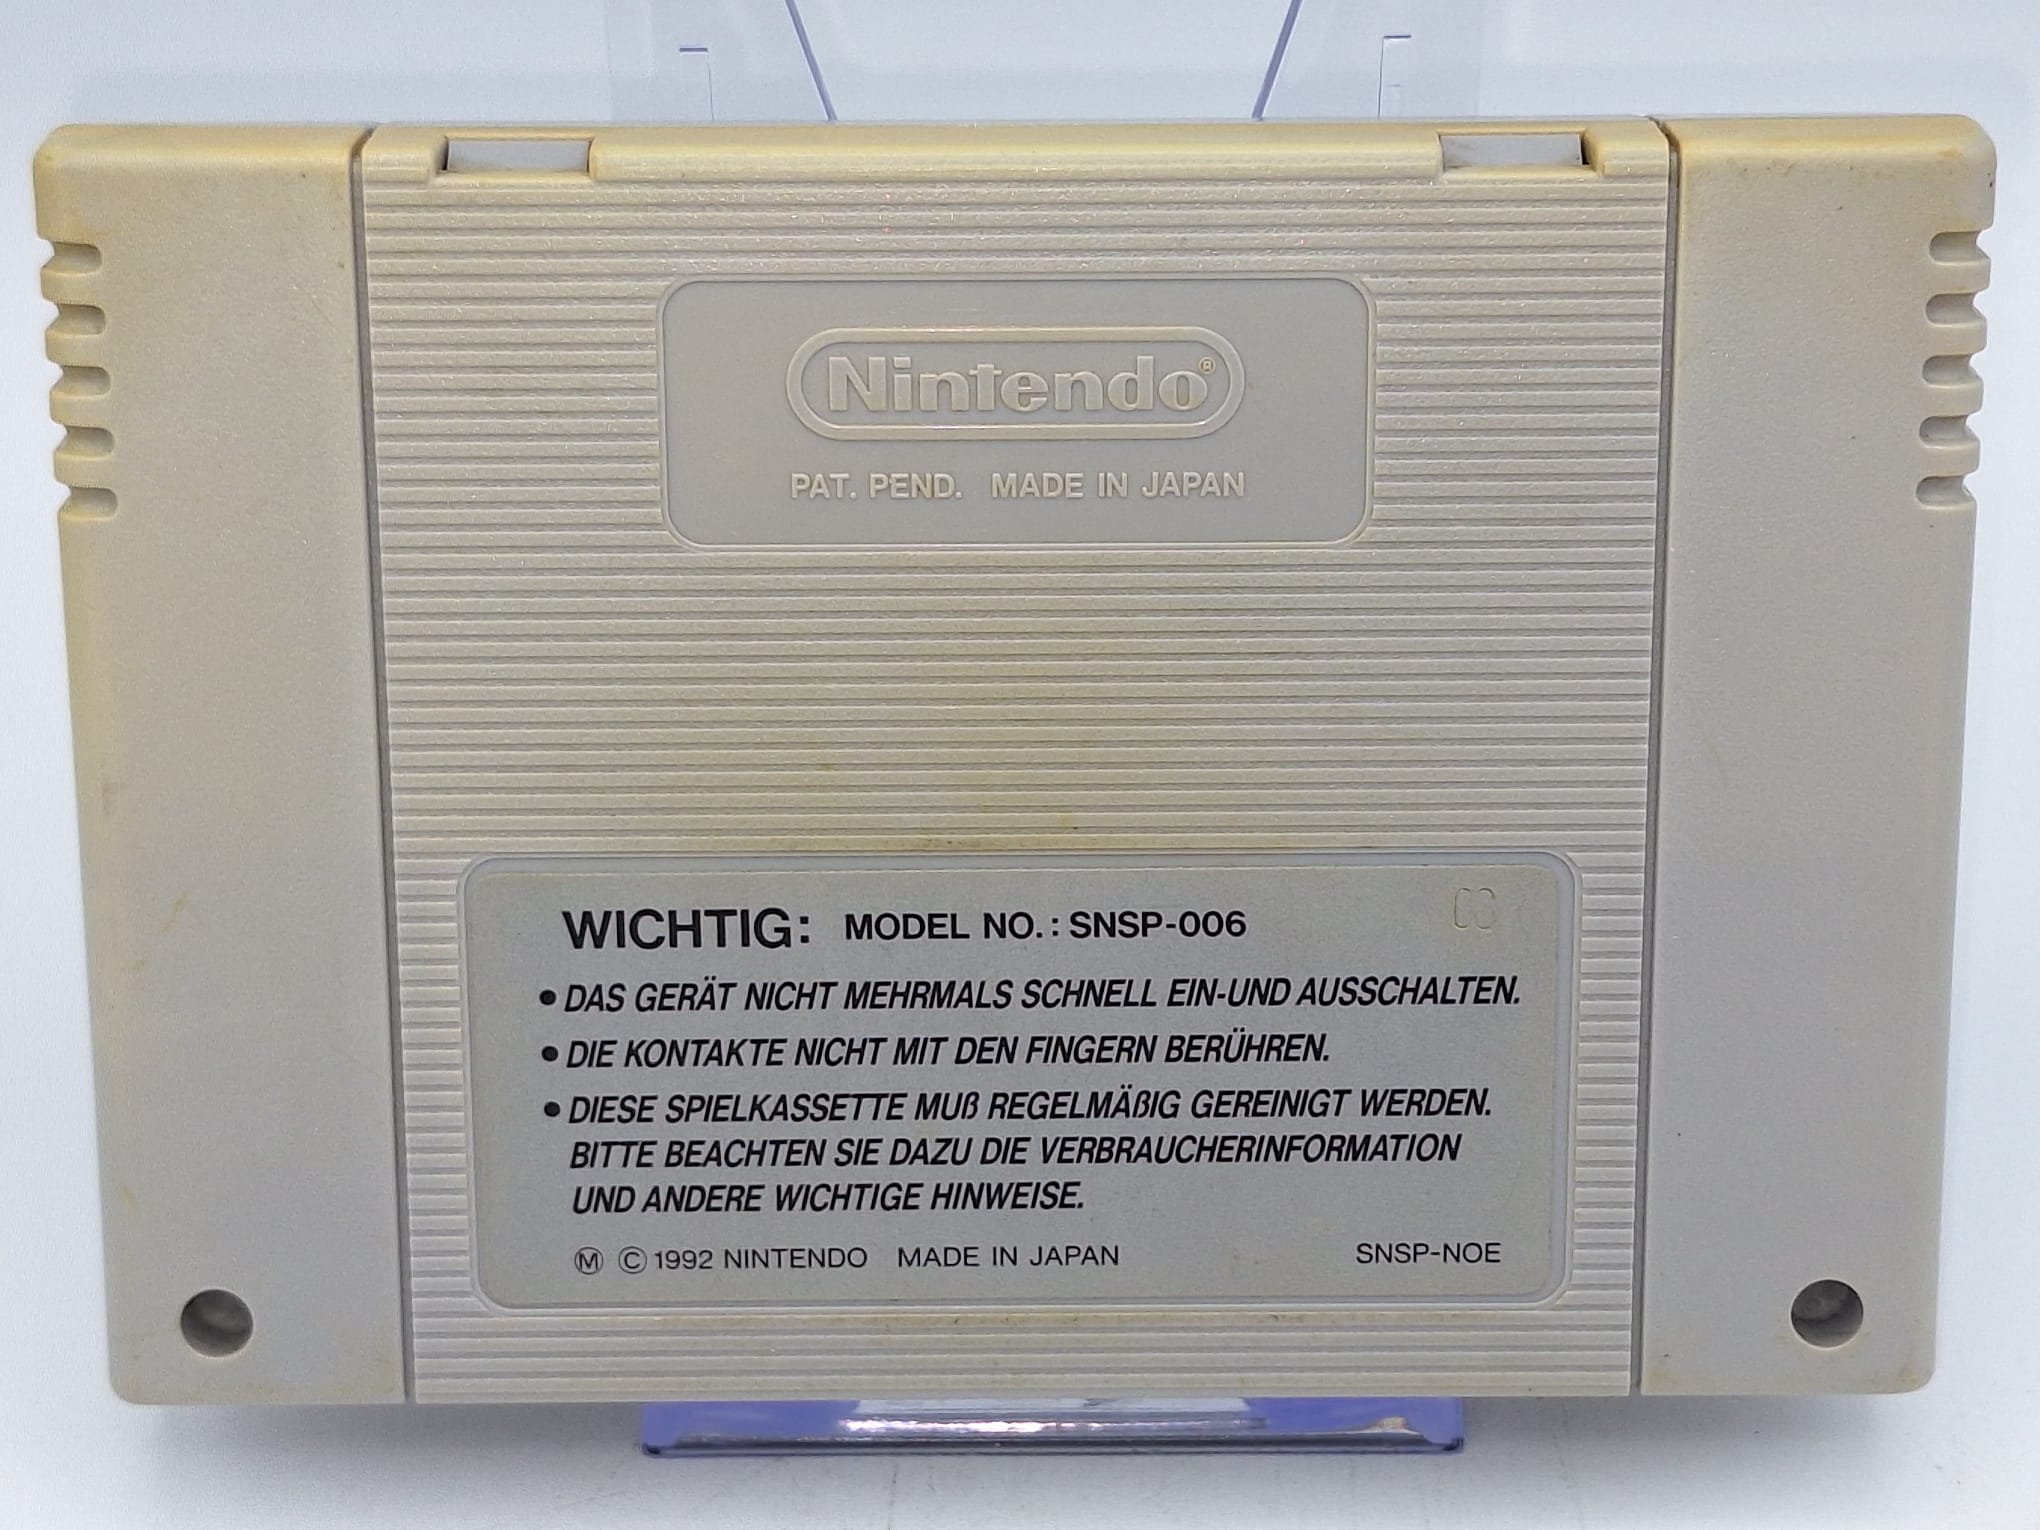 Nintendo®
PAT. PEND. MADE IN JAPAN
WICHTIG: MODEL NO.: SNSP-006
• DAS GERÄT NICHT MEHRMALS SCHNELL EIN-UND AUSSCHALTEN.
• DIE KONTAKTE NICHT MIT DEN FINGERN BERÜHREN.
• DIESE SPIELKASSETTE MUß REGELMÄßIG GEREINIGT WERDEN.
BITTE BEACHTEN SIE DAZU DIE VERBRAUCHERINFORMATION
UND ANDERE WICHTIGE HINWEISE.
Ⓜ © 1992 NINTENDO MADE IN JAPAN SNSP-NOE